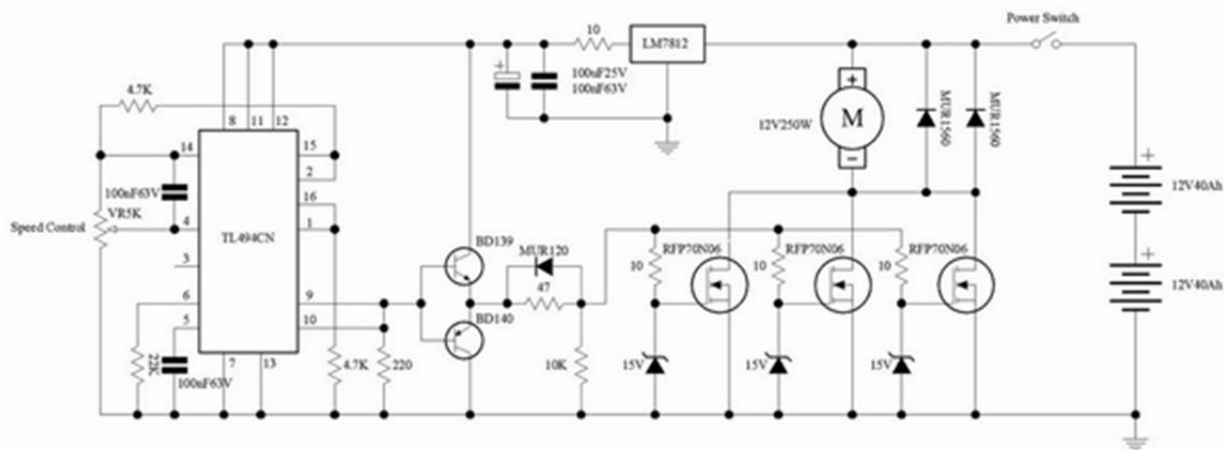 Power Switch
10
LM7812
+
100uF25V
100nF63V
4.7K
8
11
12
+
M
12V250W
−
MUR1560
MUR1560
14
15
2
100nF63V
16
VR5K
Speed Control
4
1
TL494CN
3
+
12V40Ah
+
12V40Ah
BD139
MUR120
47
BD140
RFP70N06
RFP70N06
RFP70N06
10
10
10
6
9
5
10
22K
100nF63V
7
13
4.7K
220
10K
15V
15V
15V